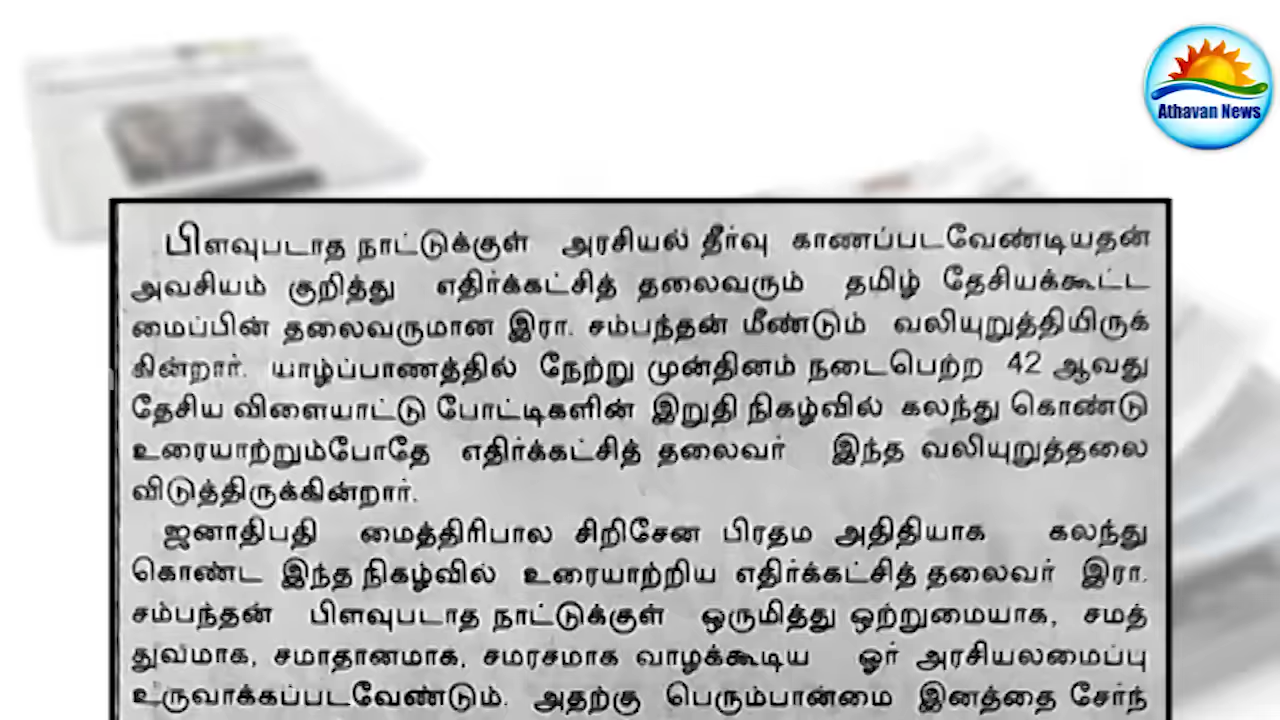 Athavan News
பிளவுபடாத நாட்டுக்குள் அரசியல் தீர்வு காணப்படவேண்டியதன்
அவசியம் குறித்து எதிர்க்கட்சித் தலைவரும் தமிழ் தேசியக்கூட்ட
மைப்பின் தலைவருமான இரா. சம்பந்தன் மீண்டும் வலியுறுத்தியிருக்
கின்றார். யாழ்ப்பாணத்தில் நேற்று முன்தினம் நடைபெற்ற 42 ஆவது
தேசிய விளையாட்டு போட்டிகளின் இறுதி நிகழ்வில் கலந்து கொண்டு
உரையாற்றும்போதே எதிர்க்கட்சித் தலைவர் இந்த வலியுறுத்தலை
விடுத்திருக்கின்றார்.
ஜனாதிபதி மைத்திரிபால சிறிசேன பிரதம அதிதியாக கலந்து
கொண்ட இந்த நிகழ்வில் உரையாற்றிய எதிர்க்கட்சித் தலைவர் இரா.
சம்பந்தன் பிளவுபடாத நாட்டுக்குள் ஒருமித்து ஒற்றுமையாக, சமத்
துவமாக, சமாதானமாக, சமரசமாக வாழக்கூடிய ஓர் அரசியலமைப்பு
உருவாக்கப்படவேண்டும். அதற்கு பெரும்பான்மை இனத்தை சேர்ந்